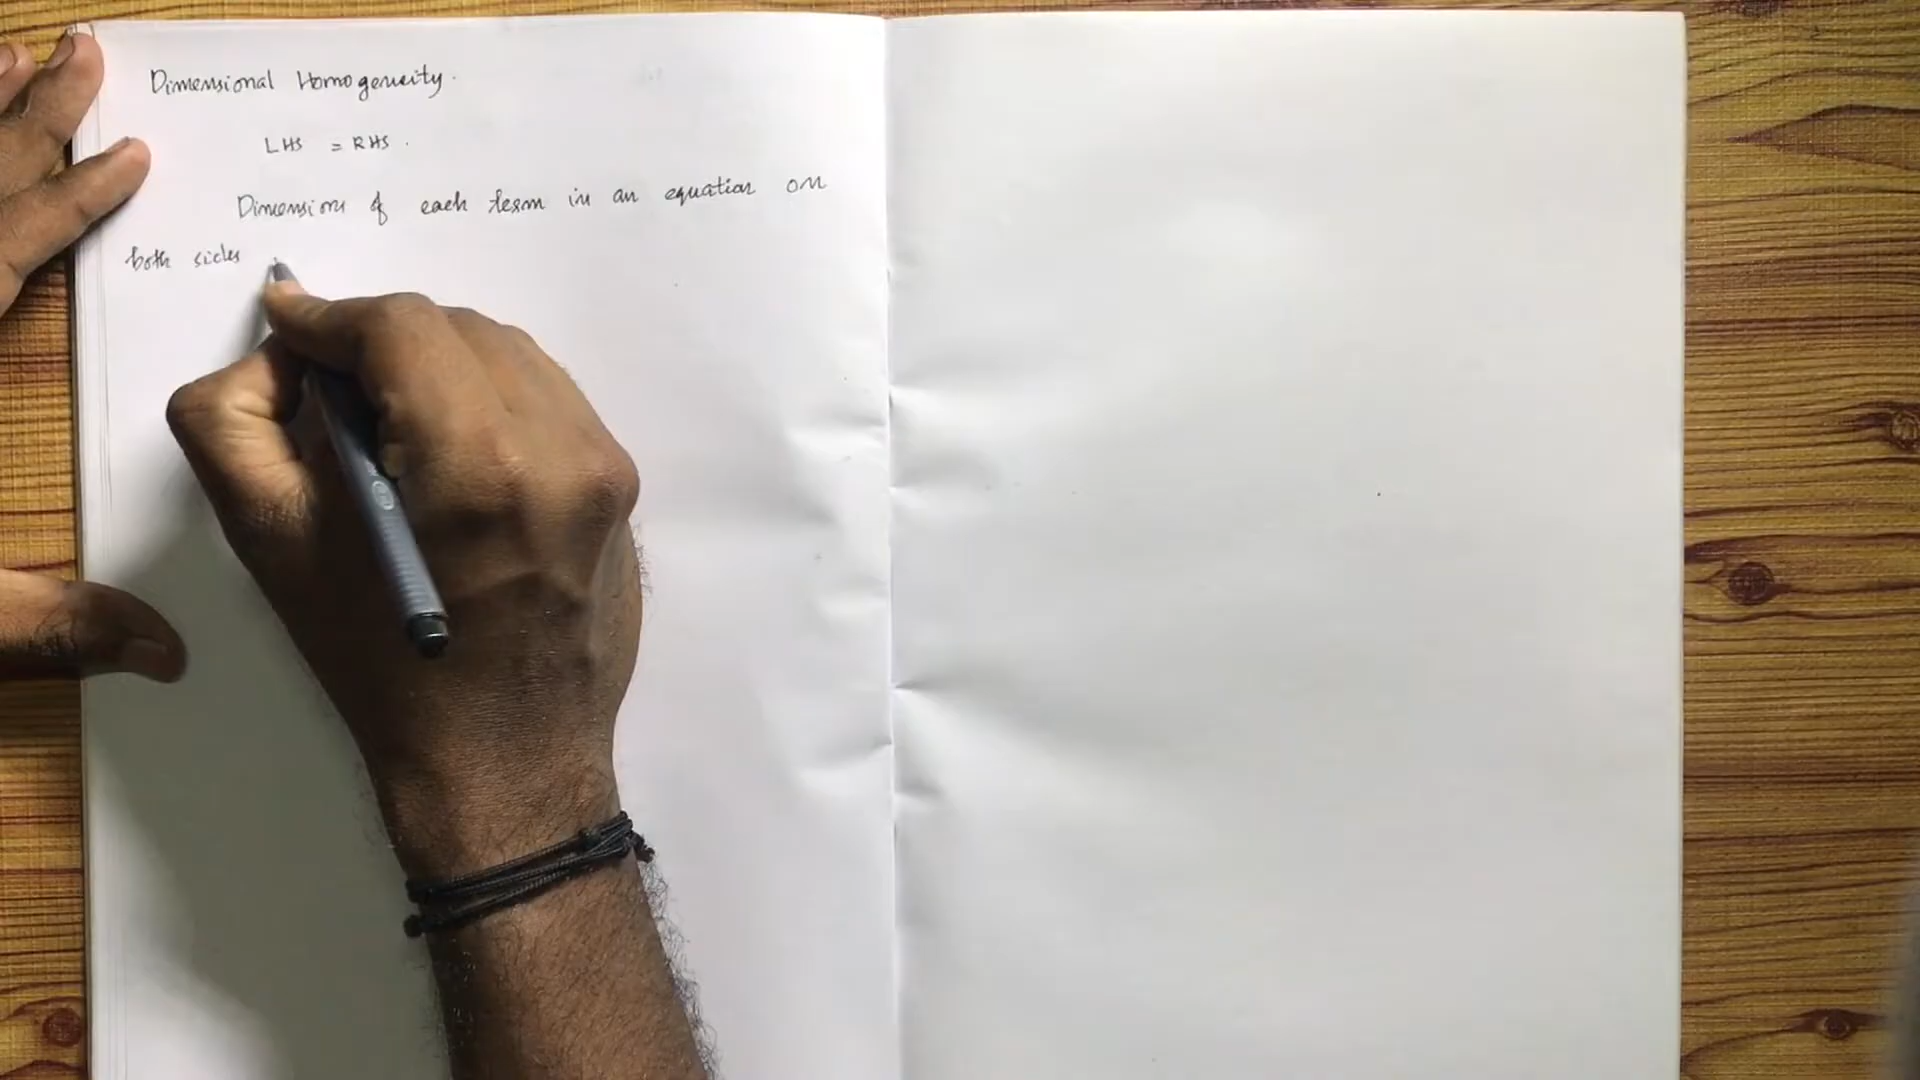 Dimensional Homogeneity.
LHS = RHS.
Dimensions of each term in an equation on
both sides